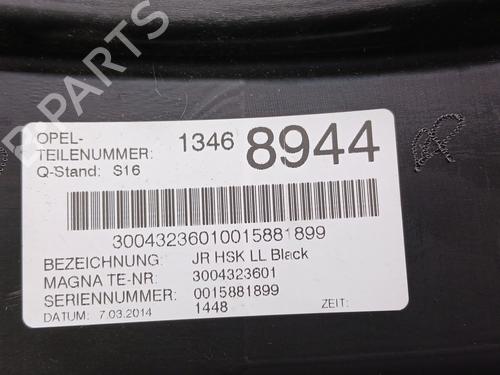 B-PARTS
OPEL-
TEILENUMMER: 1346 8944
Q-Stand: S16
30043236010015881899
BEZEICHNUNG: JR HSK LL Black
MAGNA TE-NR: 3004323601
SERIENNUMMER: 0015881899
DATUM: 7.03.2014 1448 ZEIT: